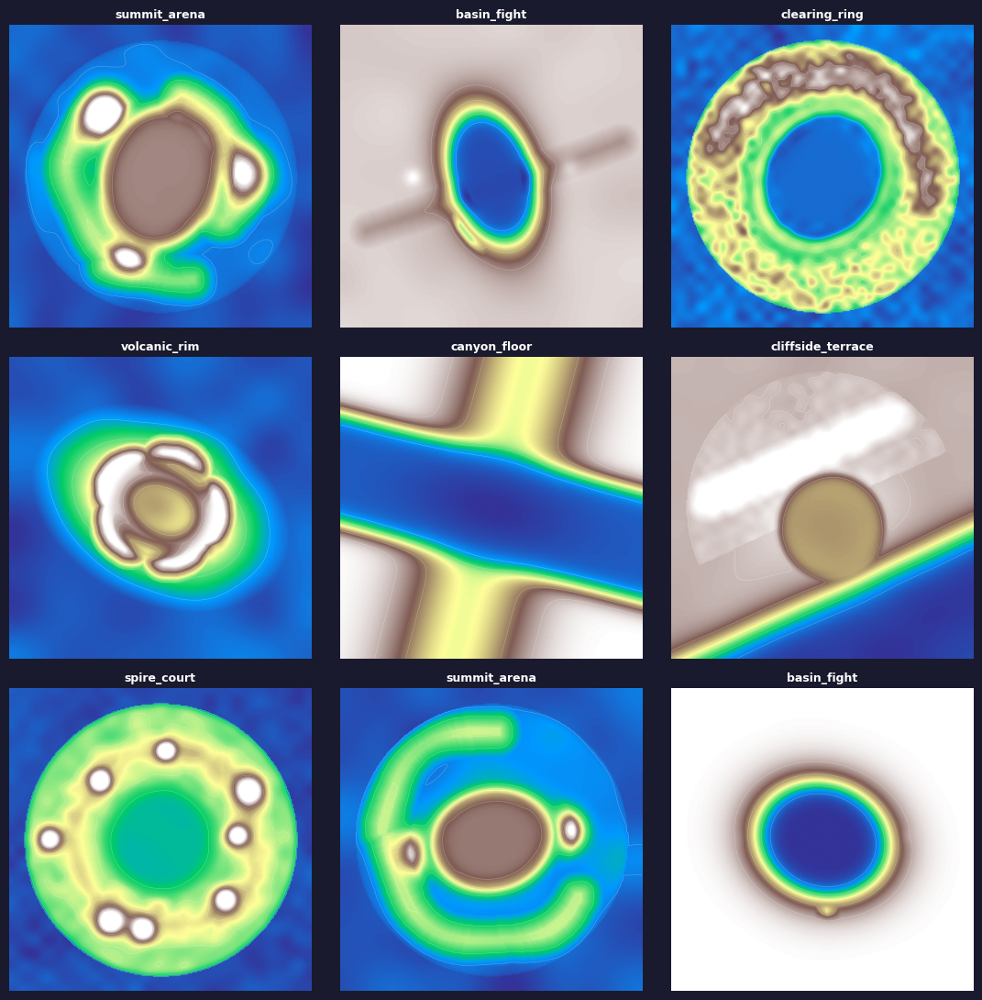 summit_arena
basin_fight
clearing_ring
volcanic_rim
canyon_floor
cliffside_terrace
spire_court
summit_arena
basin_fight